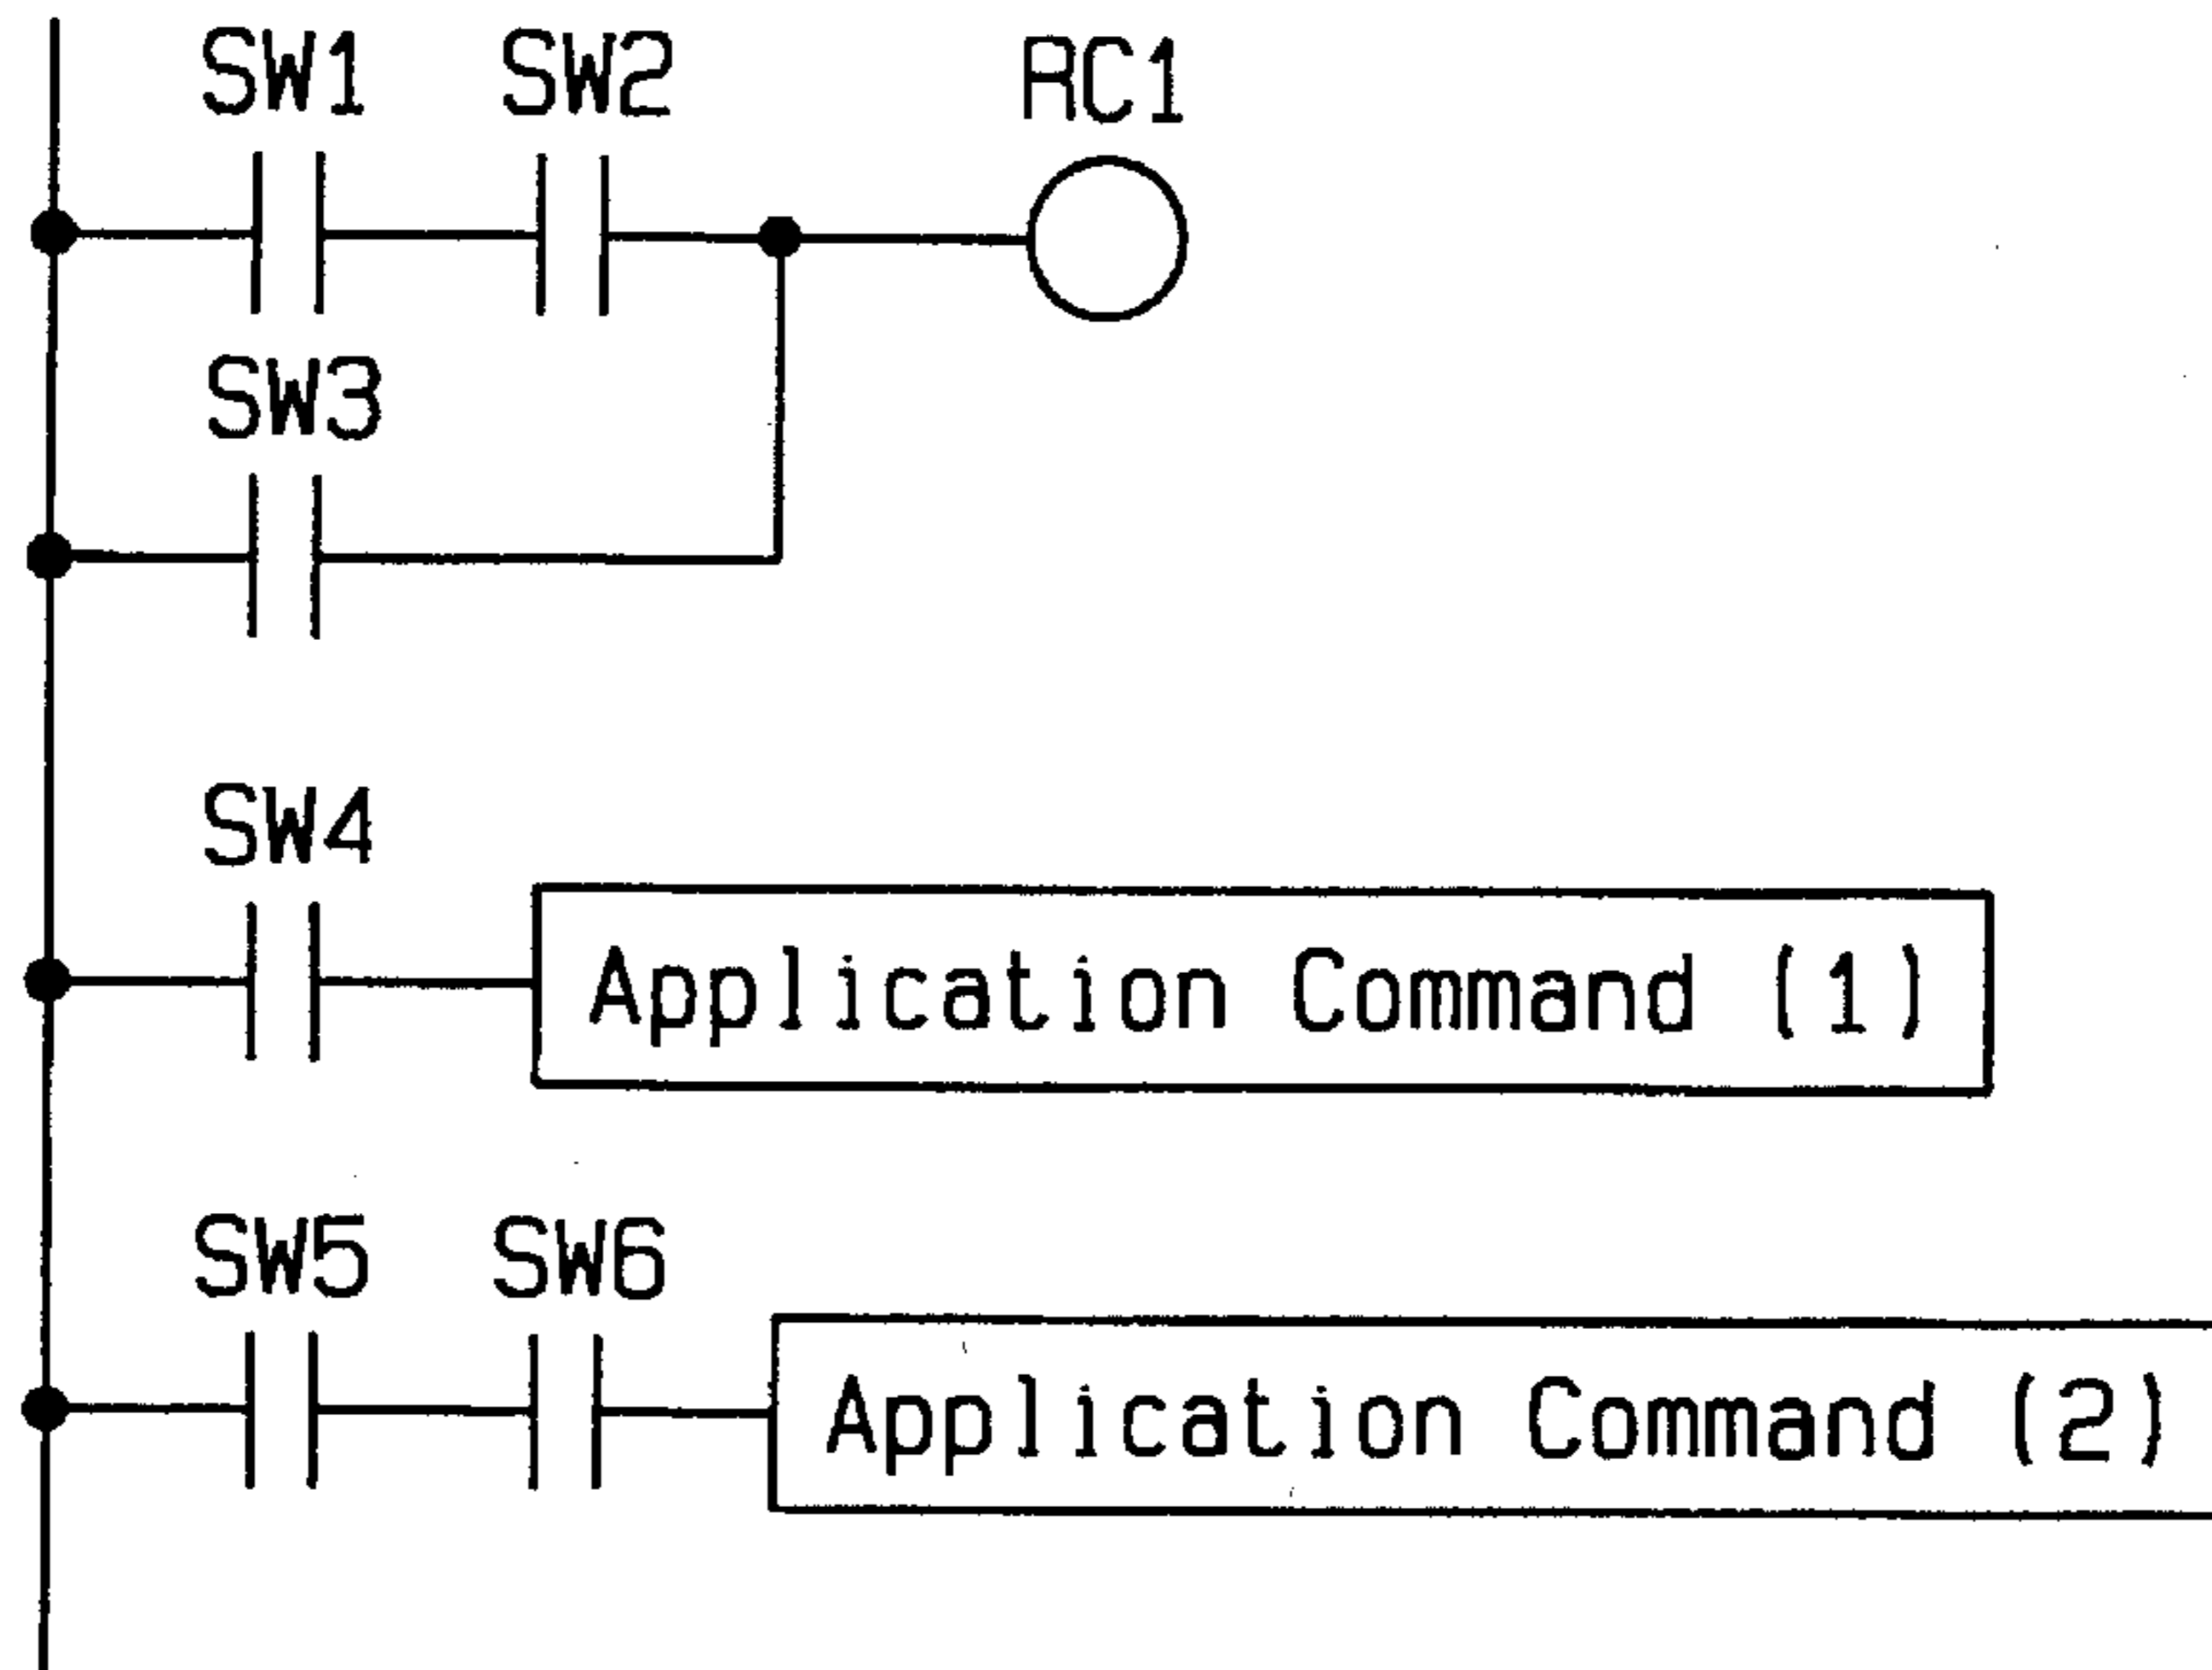 SW1 SW2 RC1
SW3
SW4
Application Command (1)
SW5 SW6
Application Command (2)